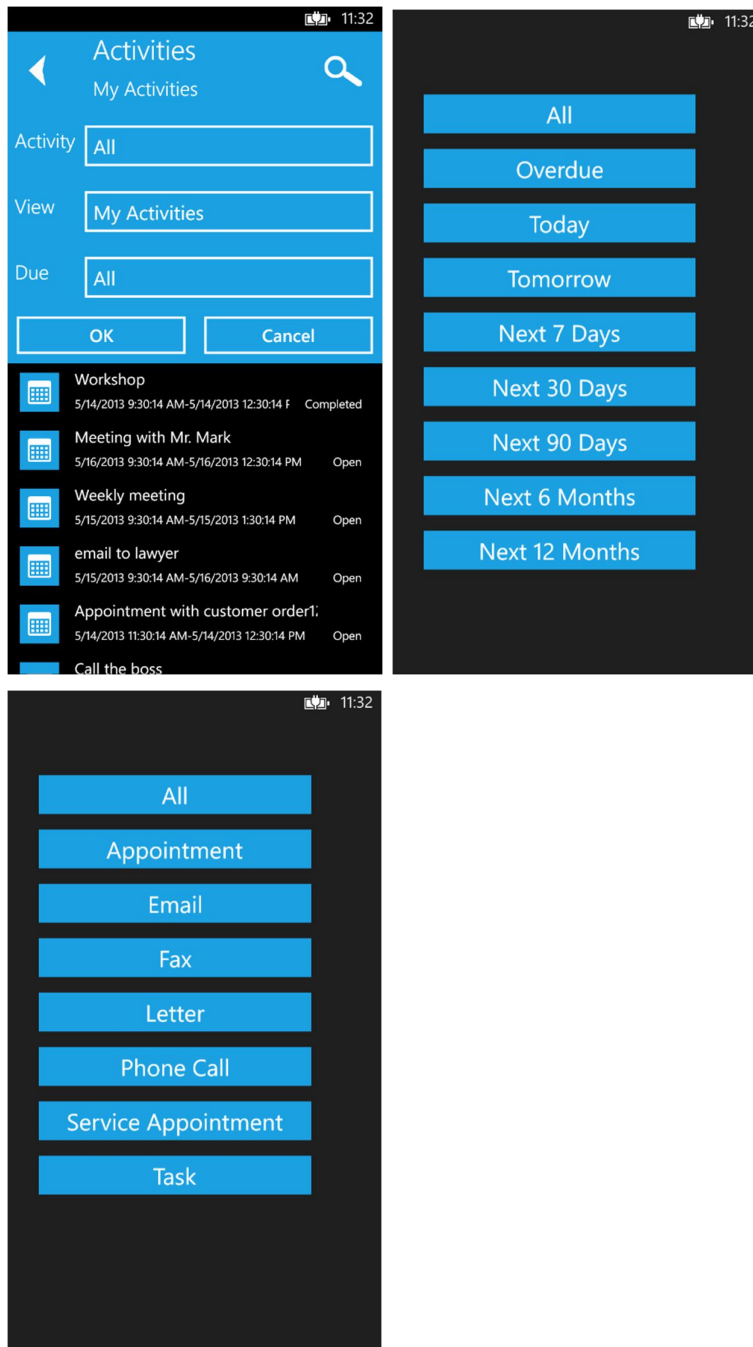 11:32
Activities
My Activities
Activity All
View My Activities
Due All
OK Cancel
Workshop
5/14/2013 9:30:14 AM-5/14/2013 12:30:14 P Completed
Meeting with Mr. Mark
5/16/2013 9:30:14 AM-5/16/2013 12:30:14 PM Open
Weekly meeting
5/15/2013 9:30:14 AM-5/15/2013 1:30:14 PM Open
email to lawyer
5/15/2013 9:30:14 AM-5/16/2013 9:30:14 AM Open
Appointment with customer order12
5/14/2013 11:30:14 AM-5/14/2013 12:30:14 PM Open
Call the boss
11:32
All
Overdue
Today
Tomorrow
Next 7 Days
Next 30 Days
Next 90 Days
Next 6 Months
Next 12 Months
11:32
All
Appointment
Email
Fax
Letter
Phone Call
Service Appointment
Task